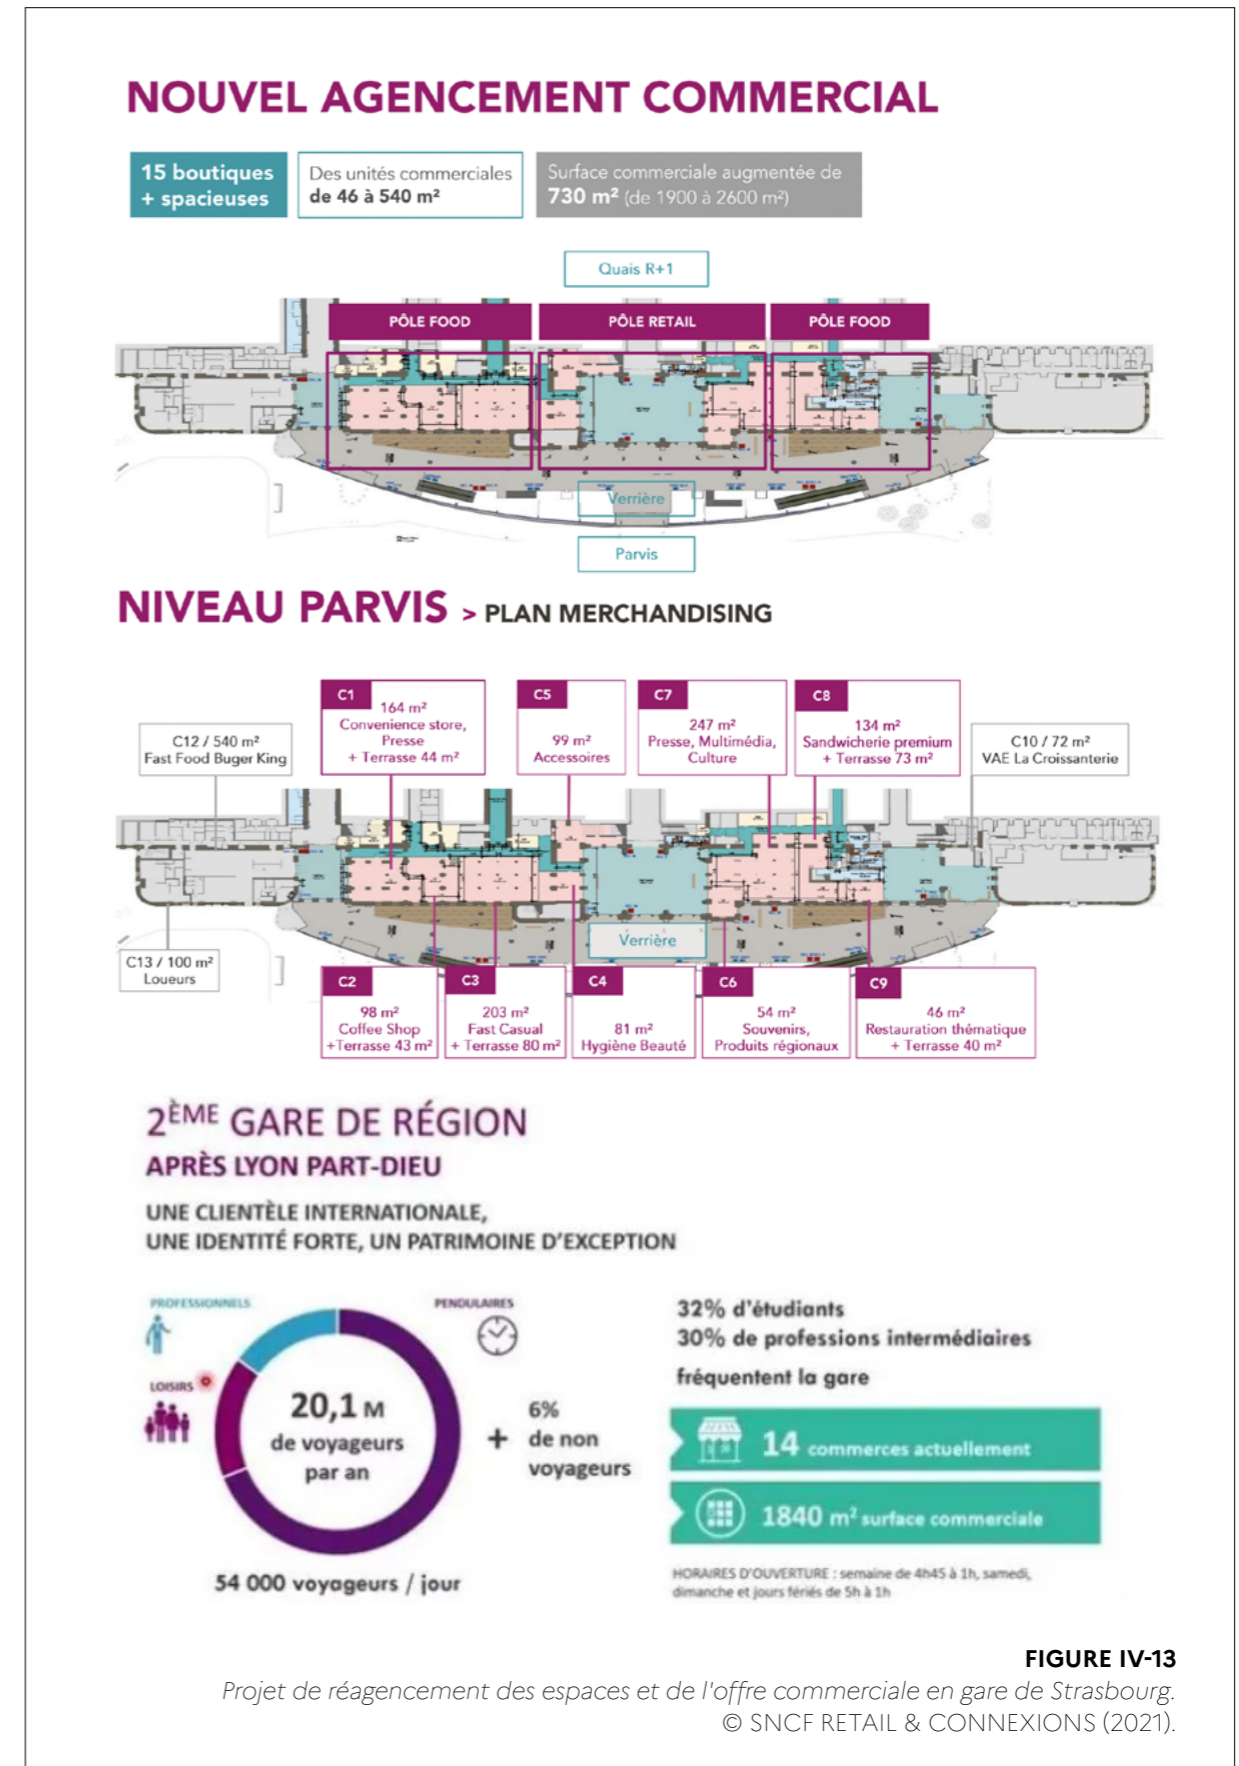 NOUVEL AGENCEMENT COMMERCIAL
15 boutiques
+ spacieuses
Des unités commerciales
de 46 à 540 m²
Surface commerciale augmentée de
730 m² (de 1900 à 2600 m²)
Quais R+1
PÔLE FOOD
PÔLE RETAIL
PÔLE FOOD
Verrière
Parvis
NIVEAU PARVIS > PLAN MERCHANDISING
C1
164 m²
Convenience store,
Presse
+ Terrasse 44 m²
C5
99 m²
Accessoires
C7
247 m²
Presse, Multimédia,
Culture
C8
134 m²
Sandwicherie premium
+ Terrasse 73 m²
C12 / 540 m²
Fast Food Buger King
C10 / 72 m²
VAE La Croissanterie
Verrière
C13 / 100 m²
Loueurs
C2
98 m²
Coffee Shop
+Terrasse 43 m²
C3
203 m²
Fast Casual
+ Terrasse 80 m²
C4
81 m²
Hygiène Beauté
C6
54 m²
Souvenirs,
Produits régionaux
C9
46 m²
Restauration thématique
+ Terrasse 40 m²
2ÈME GARE DE RÉGION
APRÈS LYON PART-DIEU
UNE CLIENTÈLE INTERNATIONALE,
UNE IDENTITÉ FORTE, UN PATRIMOINE D'EXCEPTION
PROFESSIONNELS
PENDULAIRES
LOISIRS
20,1 M
de voyageurs
par an
+
6%
de non
voyageurs
54 000 voyageurs / jour
32% d'étudiants
30% de professions intermédiaires
fréquentent la gare
14 commerces actuellement
1840 m² surface commerciale
HORAIRES D'OUVERTURE : semaine de 4h45 à 1h, samedi,
dimanche et jours fériés de 5h à 1h
FIGURE IV-13
Projet de réagencement des espaces et de l'offre commerciale en gare de Strasbourg.
© SNCF RETAIL & CONNEXIONS (2021).